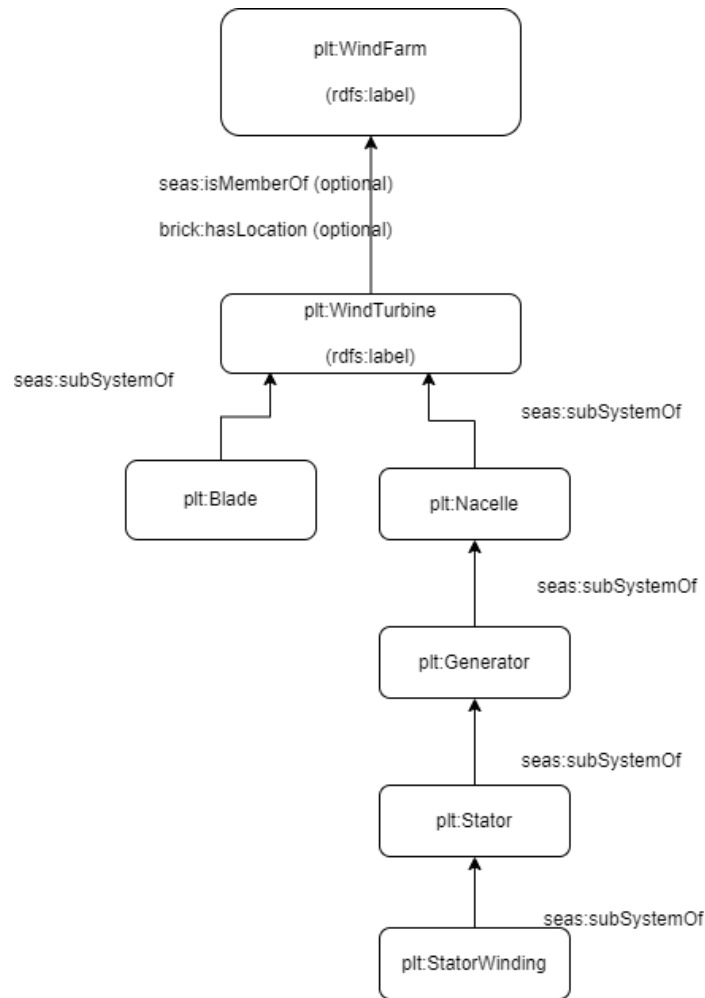 plt:WindFarm
(rdfs:label)
seas:isMemberOf (optional)
brick:hasLocation (optional)
plt:WindTurbine
(rdfs:label)
seas:subSystemOf
seas:subSystemOf
plt:Blade
plt:Nacelle
seas:subSystemOf
plt:Generator
seas:subSystemOf
plt:Stator
seas:subSystemOf
plt:StatorWinding